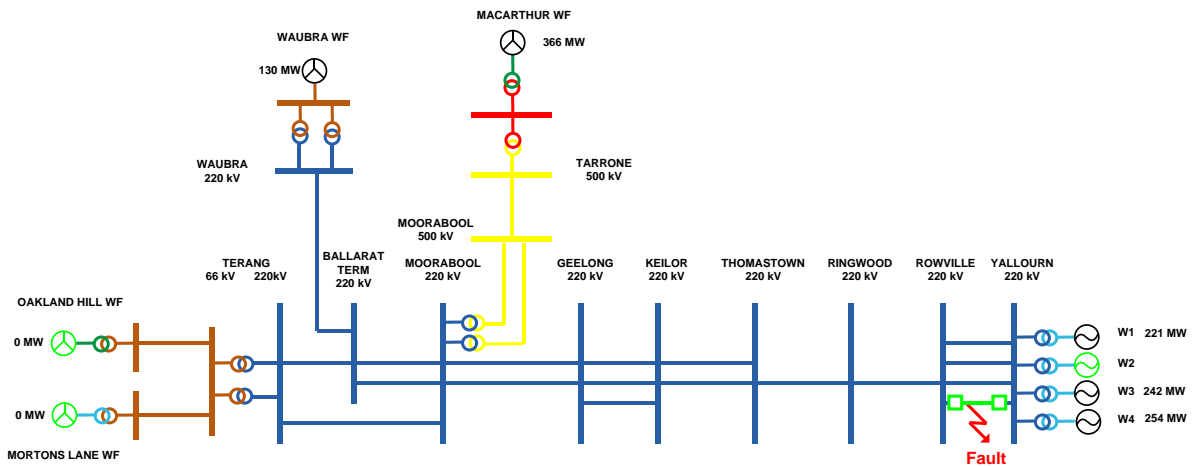 MACARTHUR WF
366 MW
WAUBRA WF
130 MW
WAUBRA
220 kV
TARRONE
500 kV
MOORABOOL
500 kV
TERANG
66 kV 220kV
BALLARAT
TERM
220 kV
MOORABOOL
220 kV
GEELONG
220 kV
KEILOR
220 kV
THOMASTOWN
220 kV
RINGWOOD
220 kV
ROWVILLE
220 kV
YALLOURN
220 kV
OAKLAND HILL WF
0 MW
0 MW
MORTONS LANE WF
W1 221 MW
W2
W3 242 MW
W4 254 MW
Fault